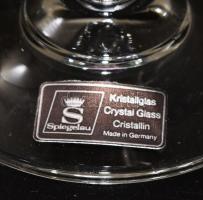 S
Spiegelau
Kristallglas
Crystal Glass
Cristallin
Made in Germany